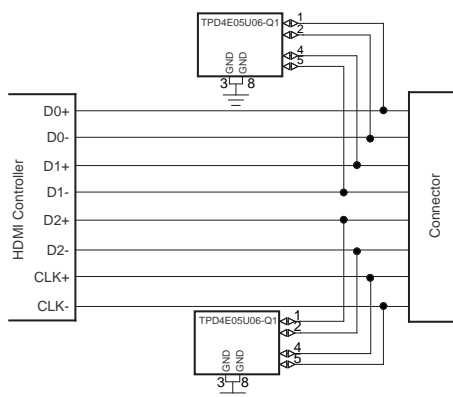 TPD4E05U06-Q1
1
2
4
5
GND
GND
3 8
D0+
D0-
D1+
D1-
D2+
D2-
CLK+
CLK-
HDMI Controller
Connector
TPD4E05U06-Q1
1
2
4
5
GND
GND
3 8